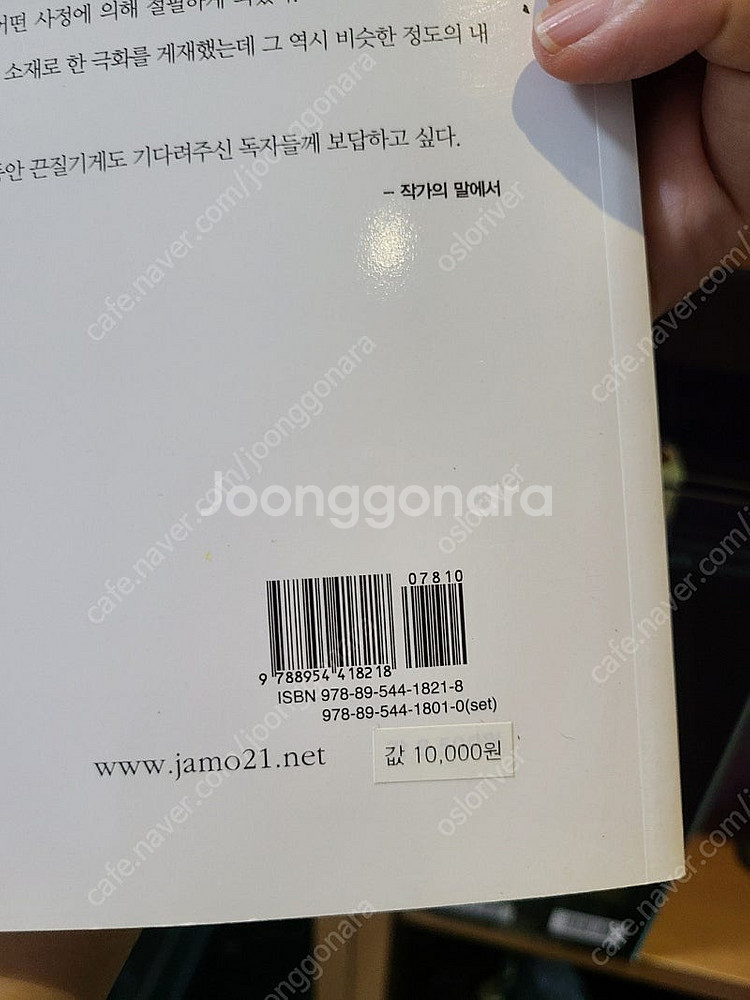 어떤 사정에 의해
소재로 한 극화를 게재했는데 그 역시 비슷한 정도의 내
끈질기게도 기다려주신 독자들께 보답하고 싶다.
– 작가의 말에서
Joonggonara
07810
9 788954 418218
ISBN 978-89-544-1821-8
978-89-544-1801-0(set)
www.jamo21.net
값 10,000원
cafe.naver.com/joonggonara
osloriver